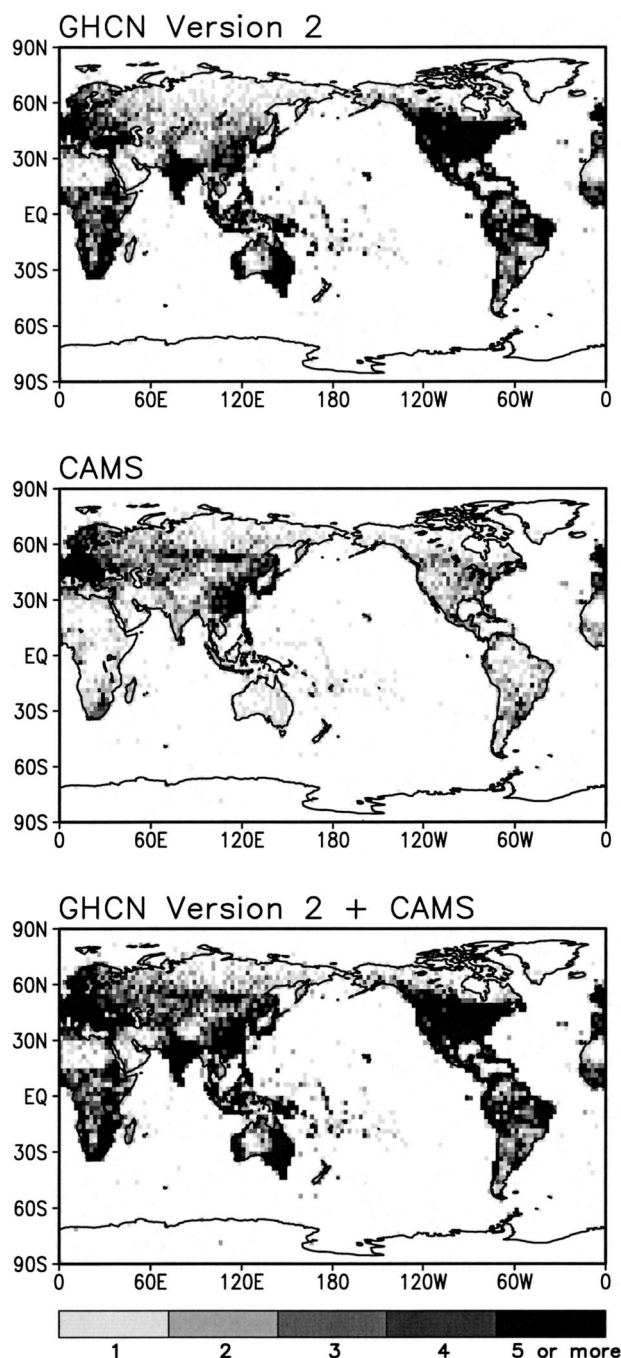 GHCN Version 2
90N
60N
30N
EQ
30S
60S
90S
0 60E 120E 180 120W 60W 0
CAMS
90N
60N
30N
EQ
30S
60S
90S
0 60E 120E 180 120W 60W 0
GHCN Version 2 + CAMS
90N
60N
30N
EQ
30S
60S
90S
0 60E 120E 180 120W 60W 0
1 2 3 4 5 or more